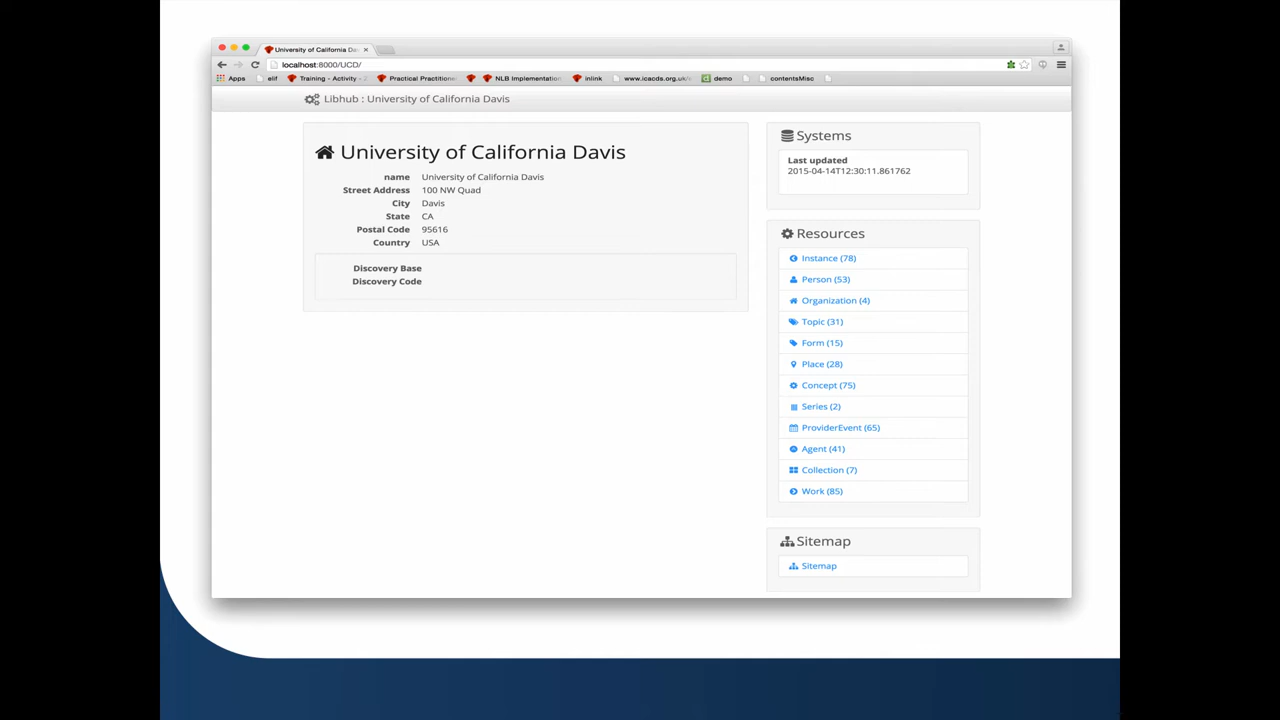 University of California Da
localhost:8000/UCD/
Apps elif Training - Activity - Practical Practitione NLB Implementation inlink www.icaods.org.uk/ demo contentsMisc
Libhub : University of California Davis
University of California Davis
name University of California Davis
Street Address 100 NW Quad
City Davis
State CA
Postal Code 95616
Country USA
Discovery Base
Discovery Code
Systems
Last updated
2015-04-14T12:30:11.861762
Resources
Instance (78)
Person (53)
Organization (4)
Topic (31)
Form (15)
Place (28)
Concept (75)
Series (2)
ProviderEvent (65)
Agent (41)
Collection (7)
Work (85)
Sitemap
Sitemap